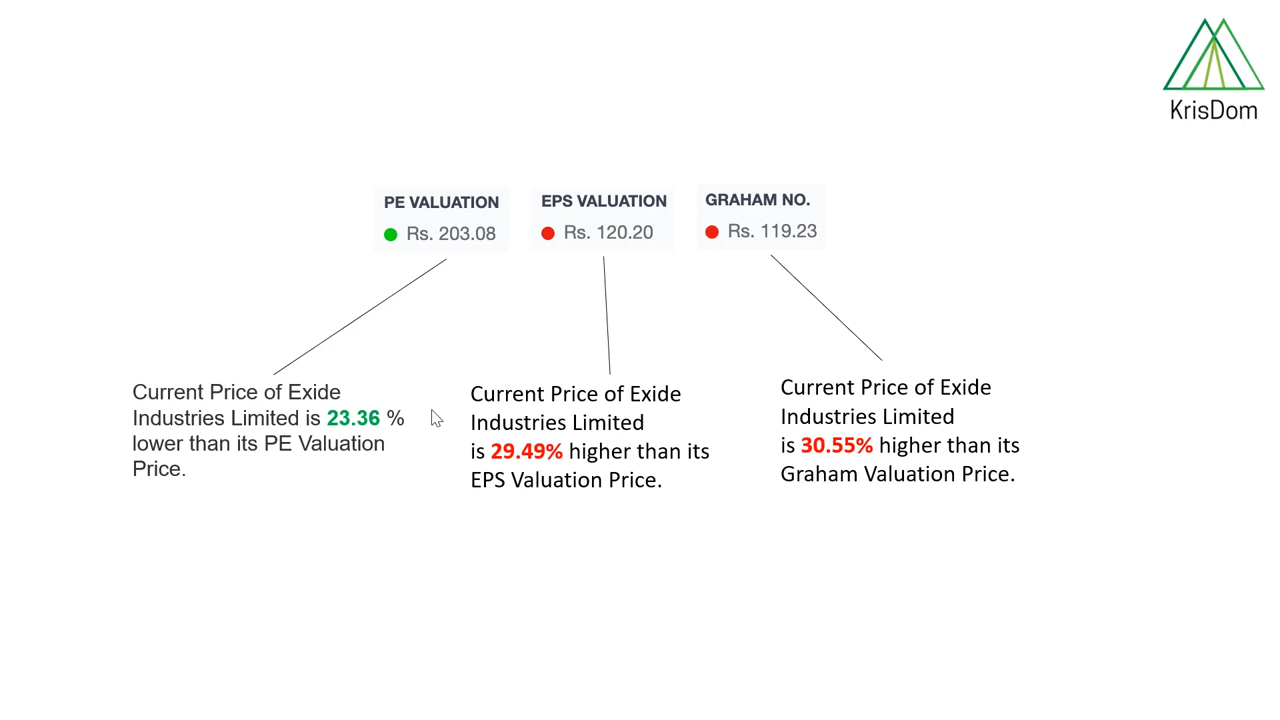 KrisDom
PE VALUATION
Rs. 203.08
EPS VALUATION
Rs. 120.20
GRAHAM NO.
Rs. 119.23
Current Price of Exide
Industries Limited is 23.36 %
lower than its PE Valuation
Price.
Current Price of Exide
Industries Limited
is 29.49% higher than its
EPS Valuation Price.
Current Price of Exide
Industries Limited
is 30.55% higher than its
Graham Valuation Price.